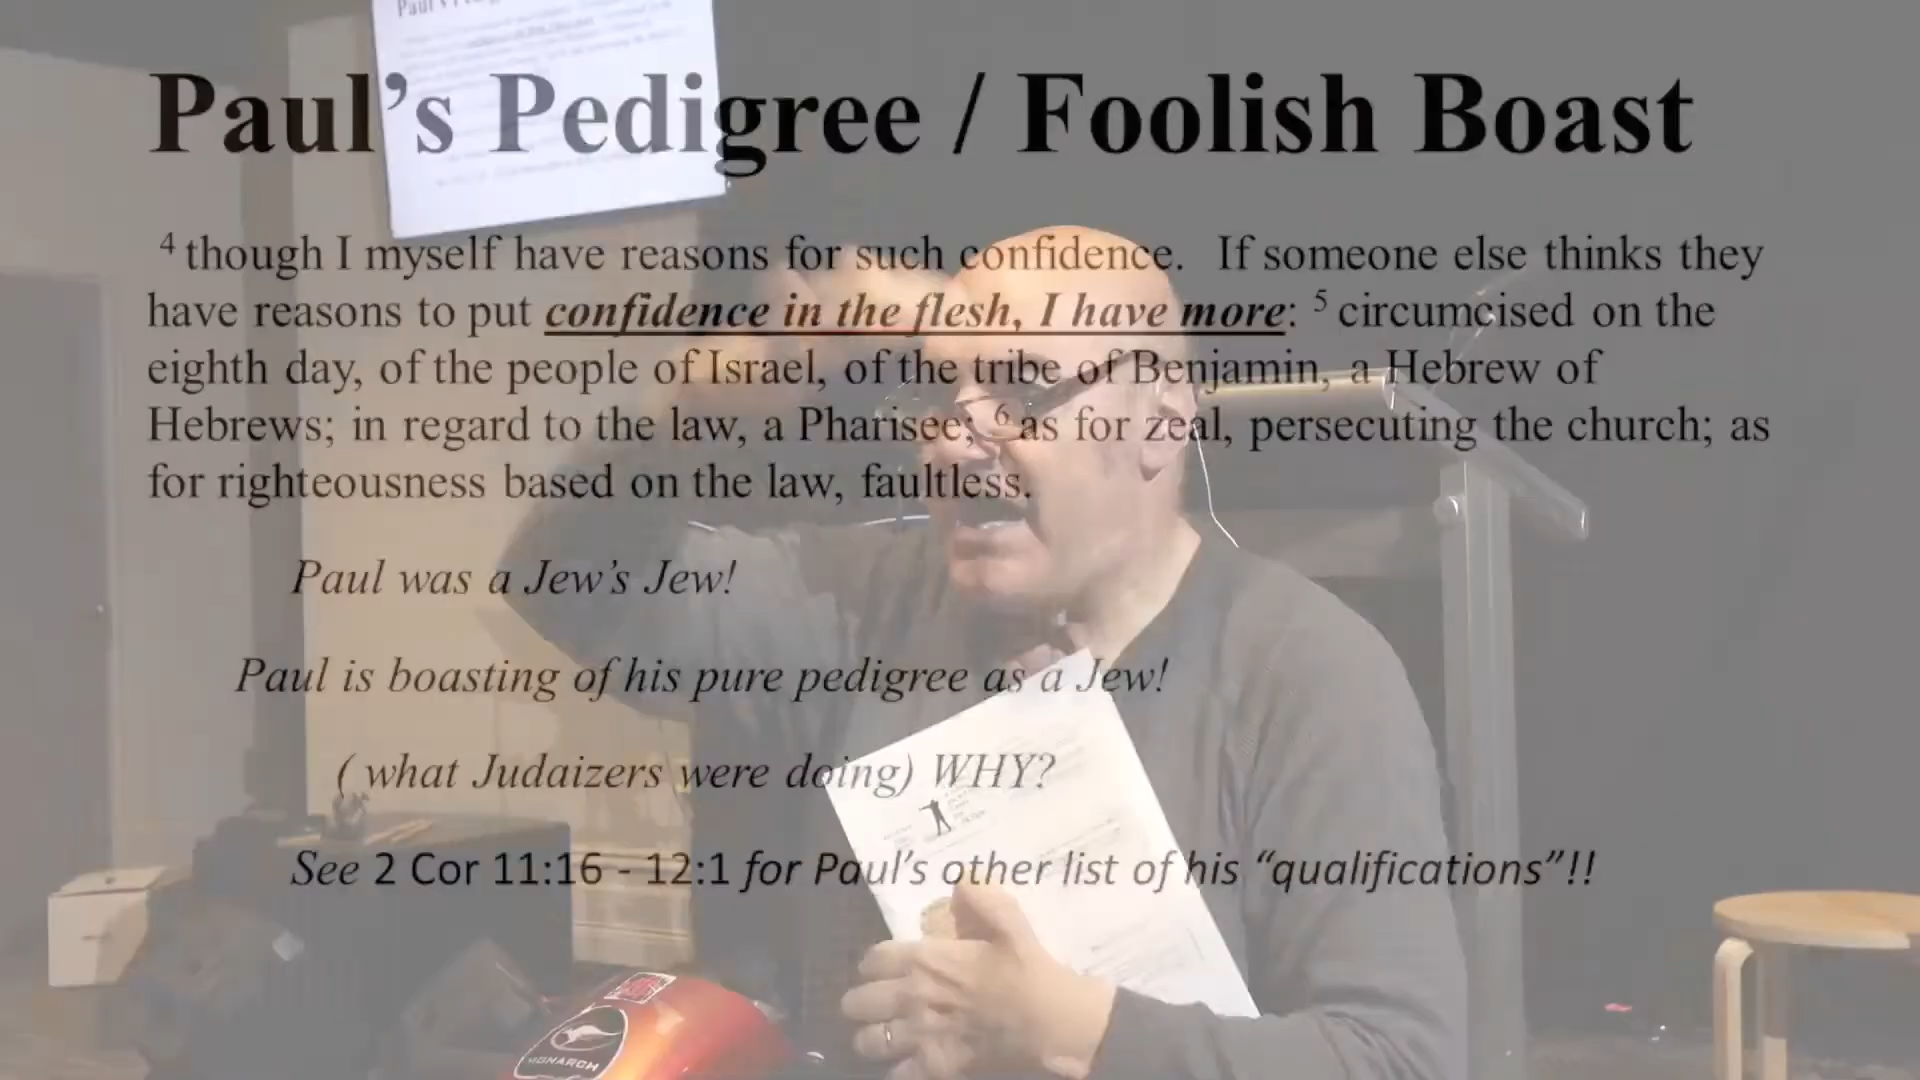 Paul's Pedigree / Foolish Boast
4 though I myself have reasons for such confidence. If someone else thinks they
have reasons to put confidence in the flesh, I have more: 5 circumcised on the
eighth day, of the people of Israel, of the tribe of Benjamin, a Hebrew of
Hebrews; in regard to the law, a Pharisee; 6 as for zeal, persecuting the church; as
for righteousness based on the law, faultless.
Paul was a Jew's Jew!
Paul is boasting of his pure pedigree as a Jew!
( what Judaizers were doing) WHY?
See 2 Cor 11:16 - 12:1 for Paul's other list of his “qualifications”!!
MONARCH